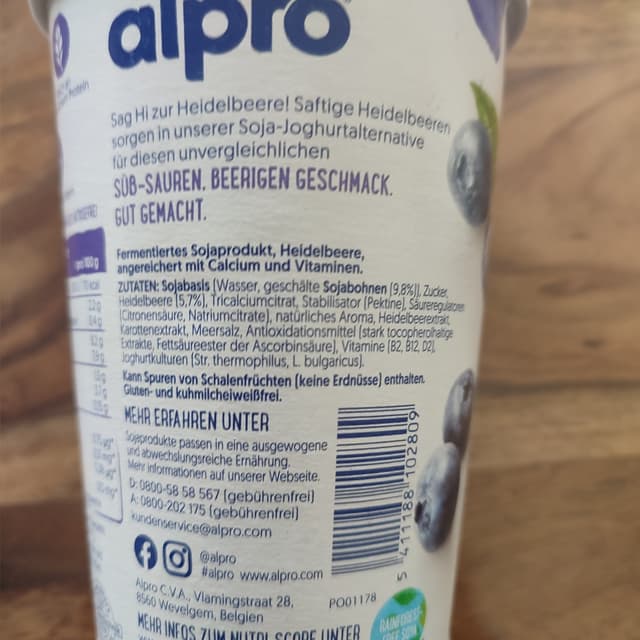 alpro
Sag Hi zur Heidelbeere! Saftige Heidelbeeren
sorgen in unserer Soja-Joghurtalternative
für diesen unvergleichlichen
SÜß-SAUREN, BEERIGEN GESCHMACK.
GUT GEMACHT.
Fermentiertes Sojaprodukt, Heidelbeere,
angereichert mit Calcium und Vitaminen.
ZUTATEN: Sojabasis (Wasser, geschälte Sojabohnen (9,8%)), Zucker,
Heidelbeere (5,7%), Tricalciumcitrat, Stabilisator (Pektine), Säureregulatoren
(Citronensäure, Natriumcitrate), natürliches Aroma, Heidelbeerextrakt,
Karottenextrakt, Meersalz, Antioxidationsmittel (stark tocopherolhaltige
Extrakte, Fettsäureester der Ascorbinsäure), Vitamine (B2, B12, D2),
Joghurtkulturen (Str. thermophilus, L. bulgaricus).
Kann Spuren von Schalenfrüchten (keine Erdnüsse) enthalten.
Gluten- und kuhmilcheiweißfrei.
MEHR ERFAHREN UNTER
Sojaprodukte passen in eine ausgewogene
und abwechslungsreiche Ernährung.
Mehr Informationen auf unserer Webseite.
D: 0800-58 58 567 (gebührenfrei)
A: 0800-202 175 (gebührenfrei)
kundenservice@alpro.com
@alpro
#alpro www.alpro.com
Alpro C.V.A., Vlamingstraat 28,
8560 Wevelgem, Belgien
PO01178
5 411188 102809
MEHR INFOS ZUM NUTRI-SCORE UNTER